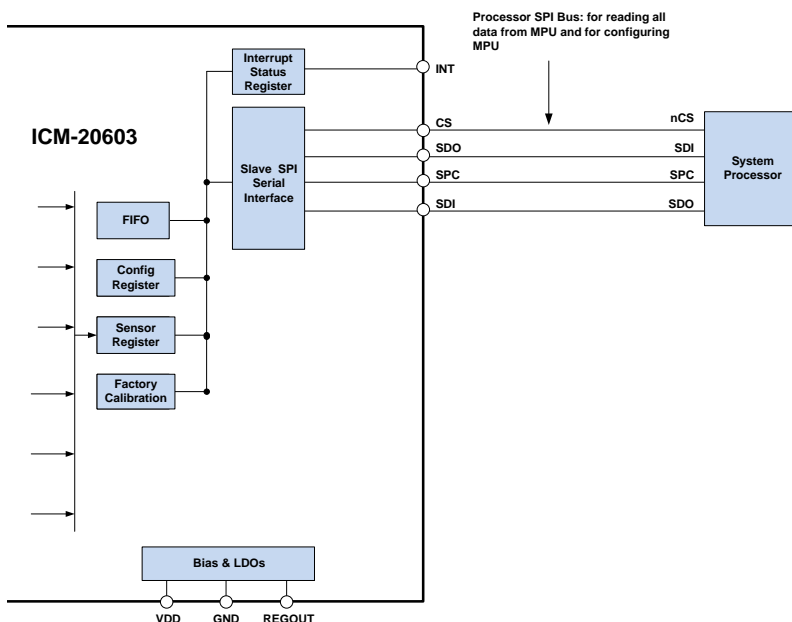 Processor SPI Bus: for reading all
data from MPU and for configuring
MPU
Interrupt
Status
Register
INT
ICM-20603
CS
nCS
SDO
SDI
Slave SPI
Serial
Interface
System
Processor
SPC
SPC
FIFO
SDI
SDO
Config
Register
Sensor
Register
Factory
Calibration
Bias & LDOs
VDD
GND
REGOUT